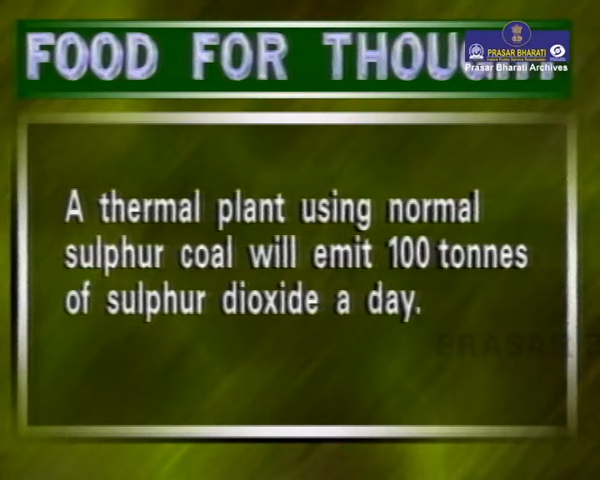 FOOD FOR THOU
PRASAR BHARATI
Prasar Bharati Archives
A thermal plant using normal
sulphur coal will emit 100 tonnes
of sulphur dioxide a day.
PRASAR